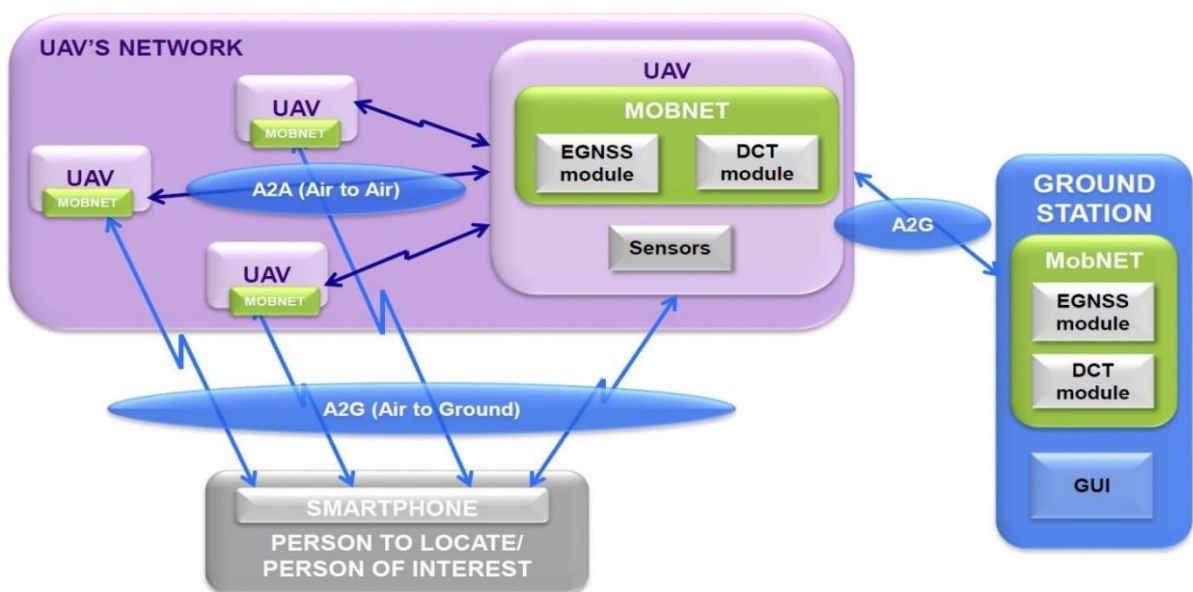 UAV'S NETWORK
UAV
MOBNET
EGNSS
module
DCT
module
Sensors
UAV
MOBNET
UAV
MOBNET
A2A (Air to Air)
UAV
MOBNET
A2G
GROUND
STATION
MobNET
EGNSS
module
DCT
module
GUI
A2G (Air to Ground)
SMARTPHONE
PERSON TO LOCATE/
PERSON OF INTEREST